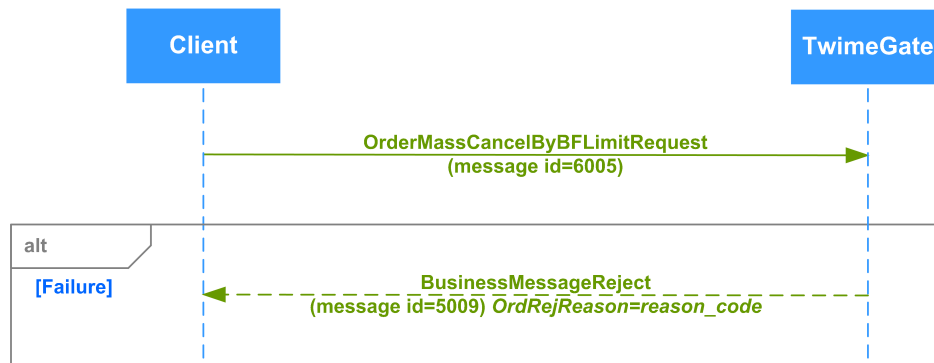 Client
TwimeGate
OrderMassCancelByBFLimitRequest
(message id=6005)
alt
[Failure]
BusinessMessageReject
(message id=5009) OrdRejReason=reason_code